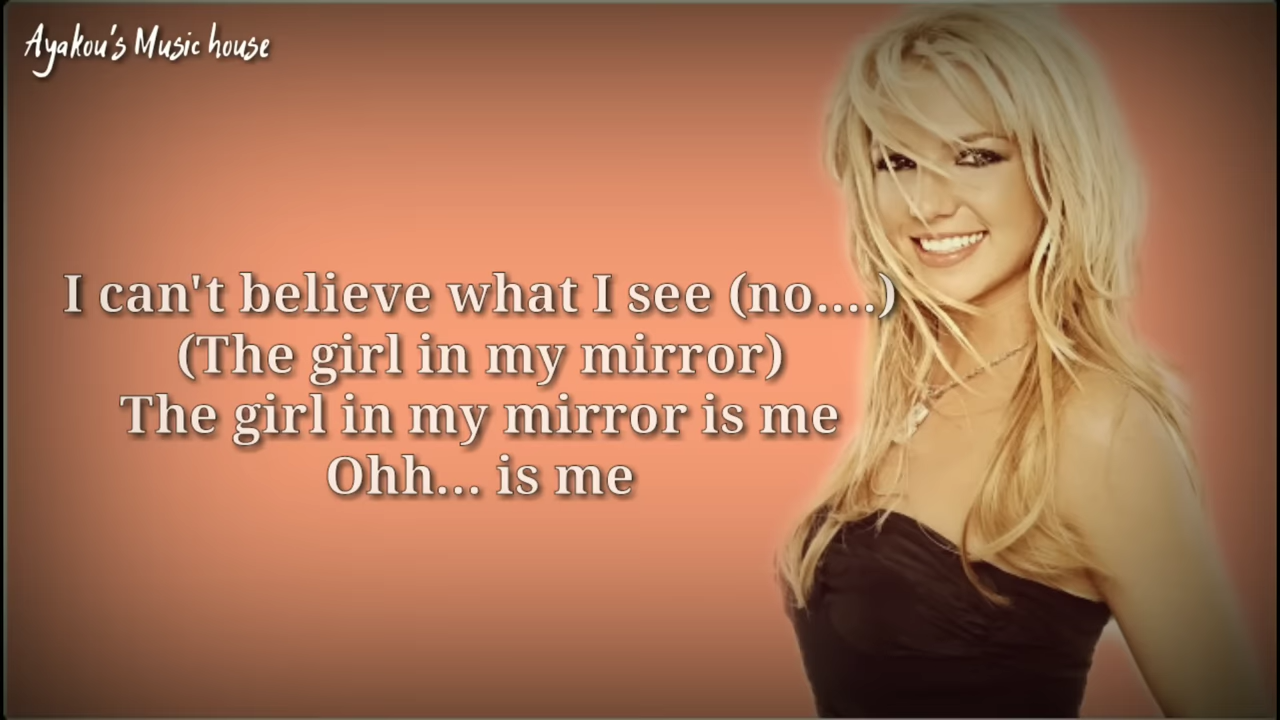 Ayakou's Music house
I can't believe what I see (no....)
(The girl in my mirror)
The girl in my mirror is me
Ohh... is me